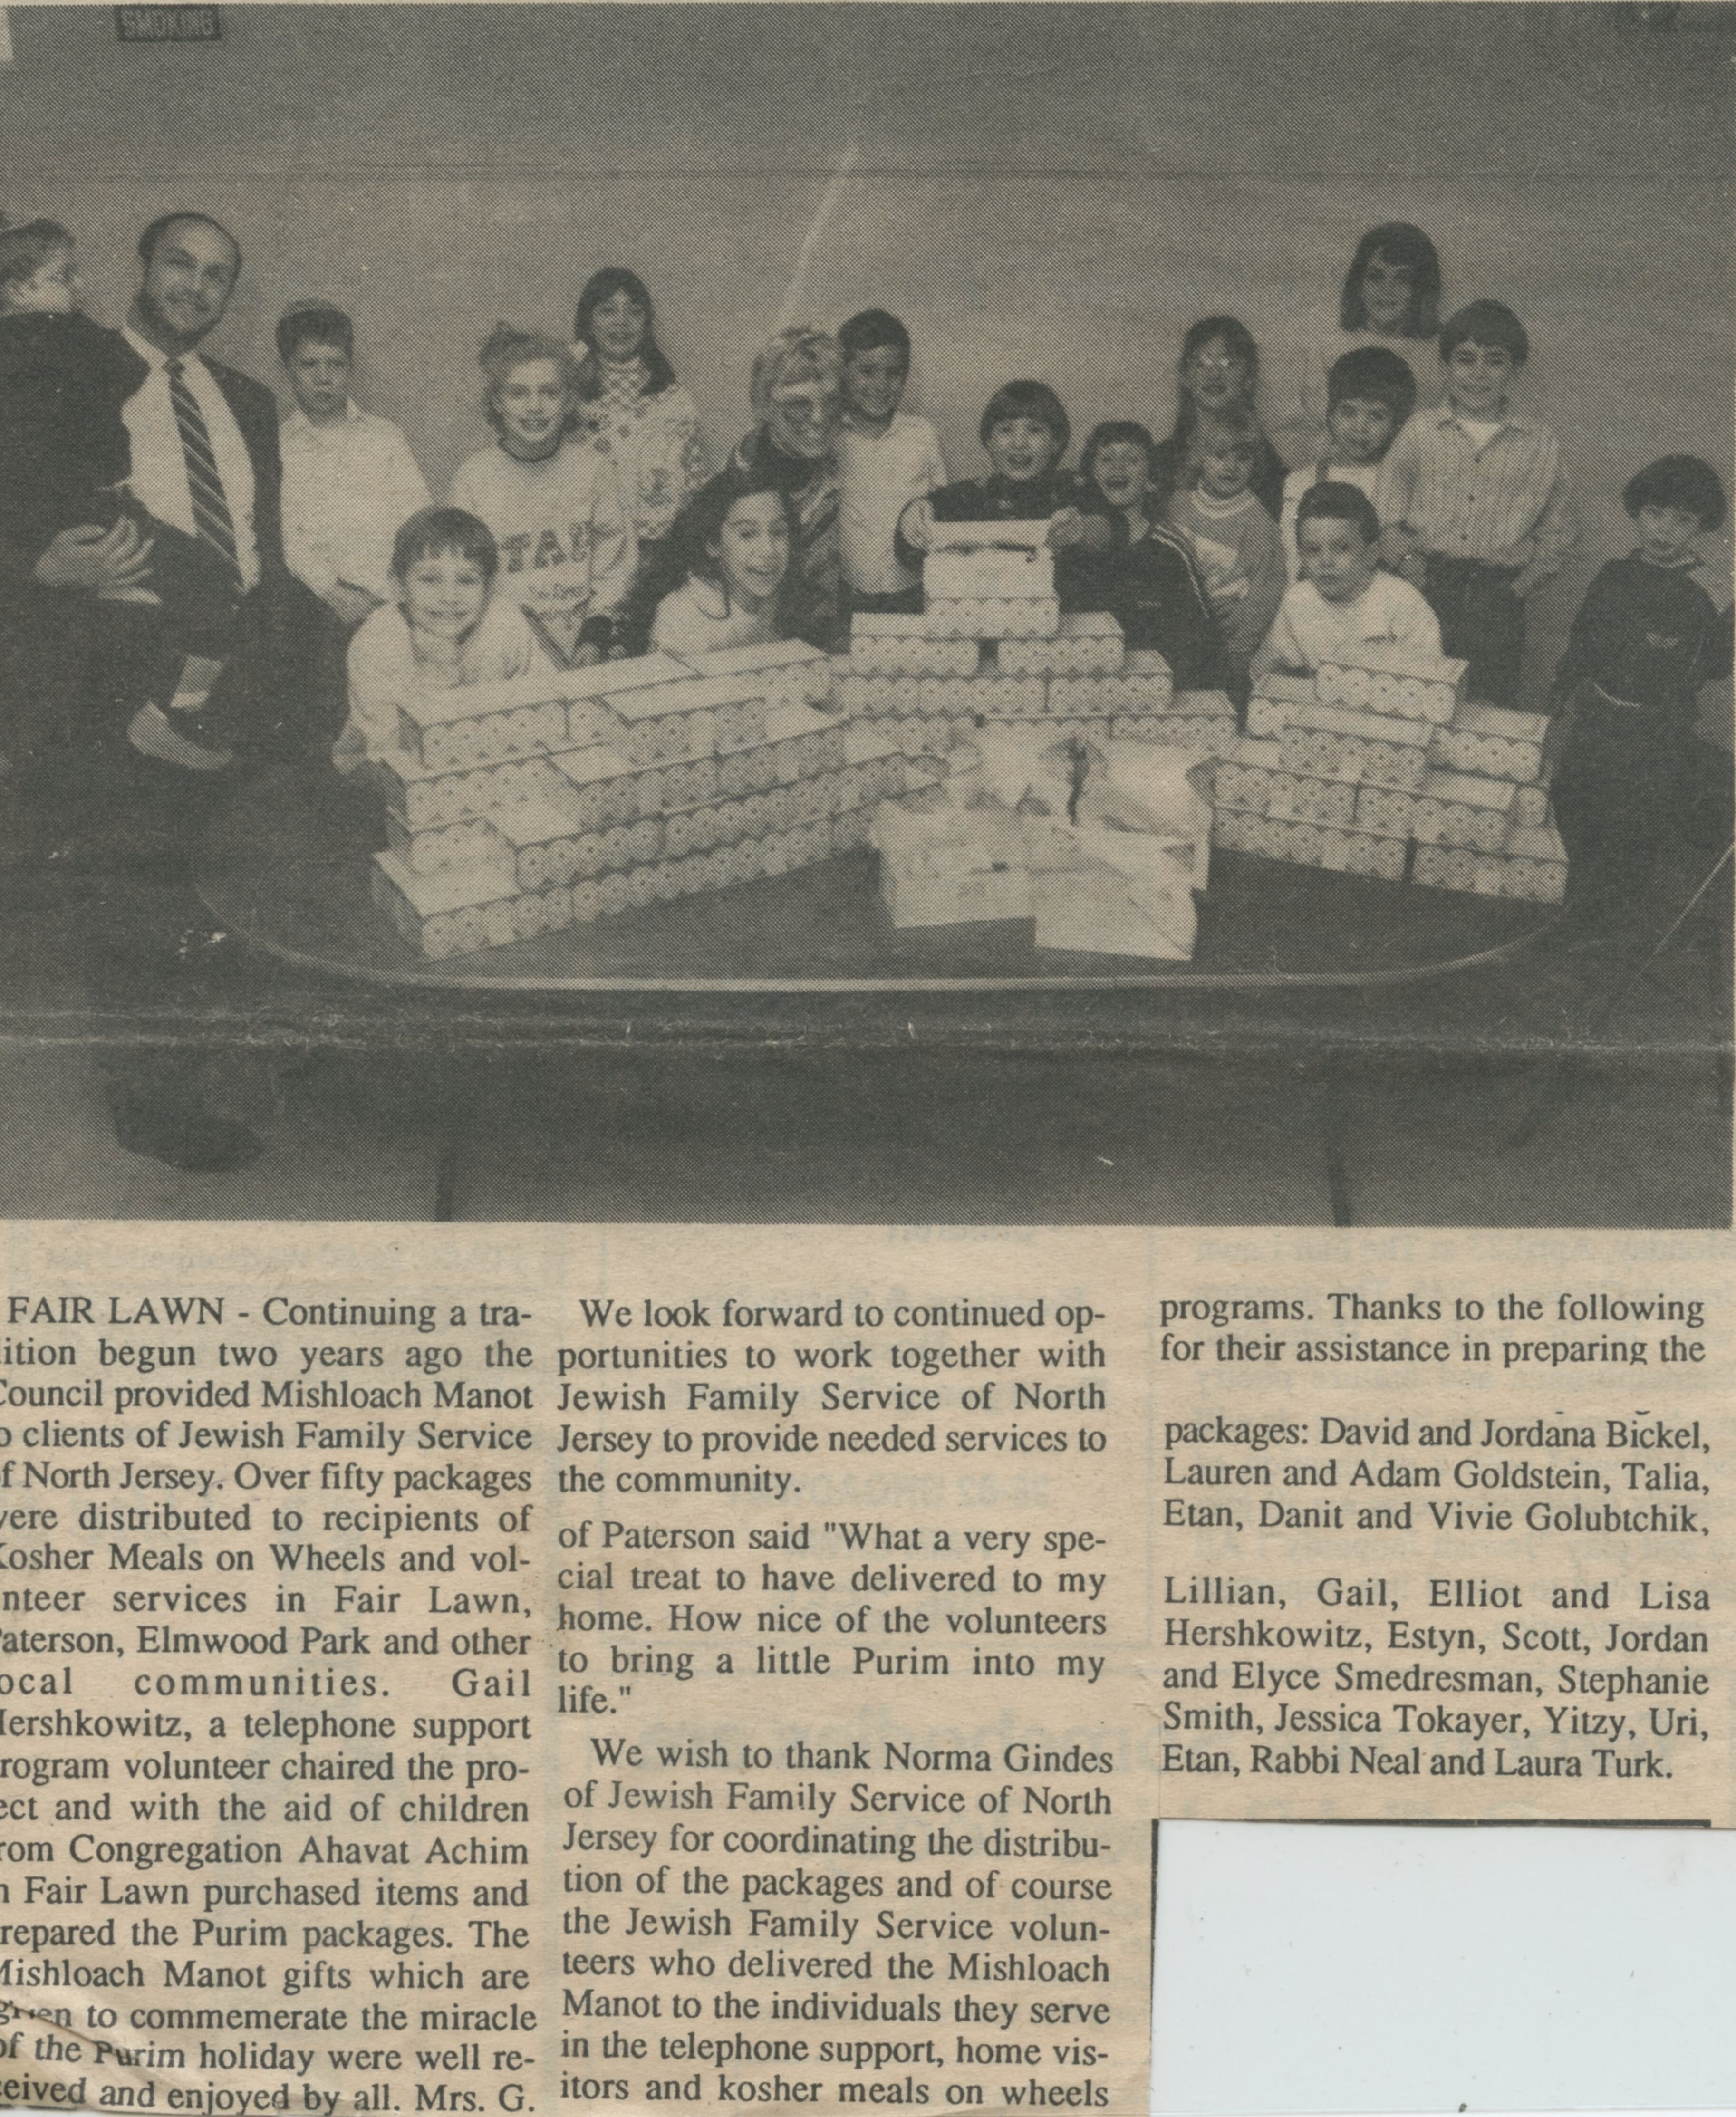 SMOKING
FAIR LAWN - Continuing a tra-
ition begun two years ago the
Council provided Mishloach Manot
o clients of Jewish Family Service
f North Jersey. Over fifty packages
were distributed to recipients of
Kosher Meals on Wheels and vol-
nteer services in Fair Lawn,
Paterson, Elmwood Park and other
ocal communities. Gail
Hershkowitz, a telephone support
rogram volunteer chaired the pro-
ect and with the aid of children
rom Congregation Ahavat Achim
n Fair Lawn purchased items and
repared the Purim packages. The
Mishloach Manot gifts which are
given to commemerate the miracle
of the Purim holiday were well re-
ceived and enjoyed by all. Mrs. G.
We look forward to continued op-
portunities to work together with
Jewish Family Service of North
Jersey to provide needed services to
the community.
of Paterson said "What a very spe-
cial treat to have delivered to my
home. How nice of the volunteers
to bring a little Purim into my
life."
We wish to thank Norma Gindes
of Jewish Family Service of North
Jersey for coordinating the distribu-
tion of the packages and of course
the Jewish Family Service volun-
teers who delivered the Mishloach
Manot to the individuals they serve
in the telephone support, home vis-
itors and kosher meals on wheels
programs. Thanks to the following
for their assistance in preparing the
packages: David and Jordana Bickel,
Lauren and Adam Goldstein, Talia,
Etan, Danit and Vivie Golubtchik,
Lillian, Gail, Elliot and Lisa
Hershkowitz, Estyn, Scott, Jordan
and Elyce Smedresman, Stephanie
Smith, Jessica Tokayer, Yitzy, Uri,
Etan, Rabbi Neal and Laura Turk.